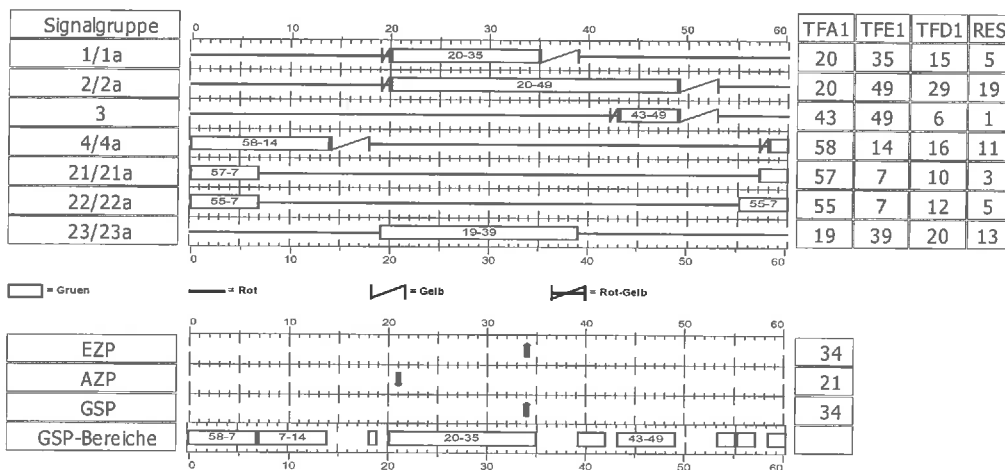 0 10 20 30 40 50 60
Signalgruppe TFA1 TFE1 TFD1 RES
1/1a 20-35 20 35 15 5
2/2a 20-49 20 49 29 19
3 43-49 43 49 6 1
4/4a 58-14 58 14 16 11
21/21a 57-7 57 7 10 3
22/22a 55-7 55-7 55 7 12 5
23/23a 19-39 19 39 20 13
0 10 20 30 40 50 60
= Gruen = Rot = Gelb = Rot-Gelb
0 10 20 30 40 50 60
EZP 34
AZP 21
GSP 34
GSP-Bereiche 58-7 7-14 20-35 43-49
0 10 20 30 40 50 60